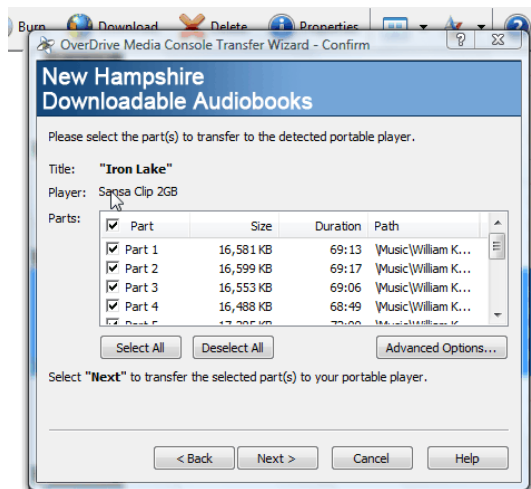 Burn Download Delete Properties
OverDrive Media Console Transfer Wizard - Confirm
New Hampshire
Downloadable Audiobooks
Please select the part(s) to transfer to the detected portable player.
Title: "Iron Lake"
Player: Sansa Clip 2GB
Parts:
Part Size Duration Path
Part 1 16,581 KB 69:13 \Music\William K...
Part 2 16,599 KB 69:17 \Music\William K...
Part 3 16,553 KB 69:06 \Music\William K...
Part 4 16,488 KB 68:49 \Music\William K...
Select All Deselect All Advanced Options...
Select "Next" to transfer the selected part(s) to your portable player.
< Back Next > Cancel Help